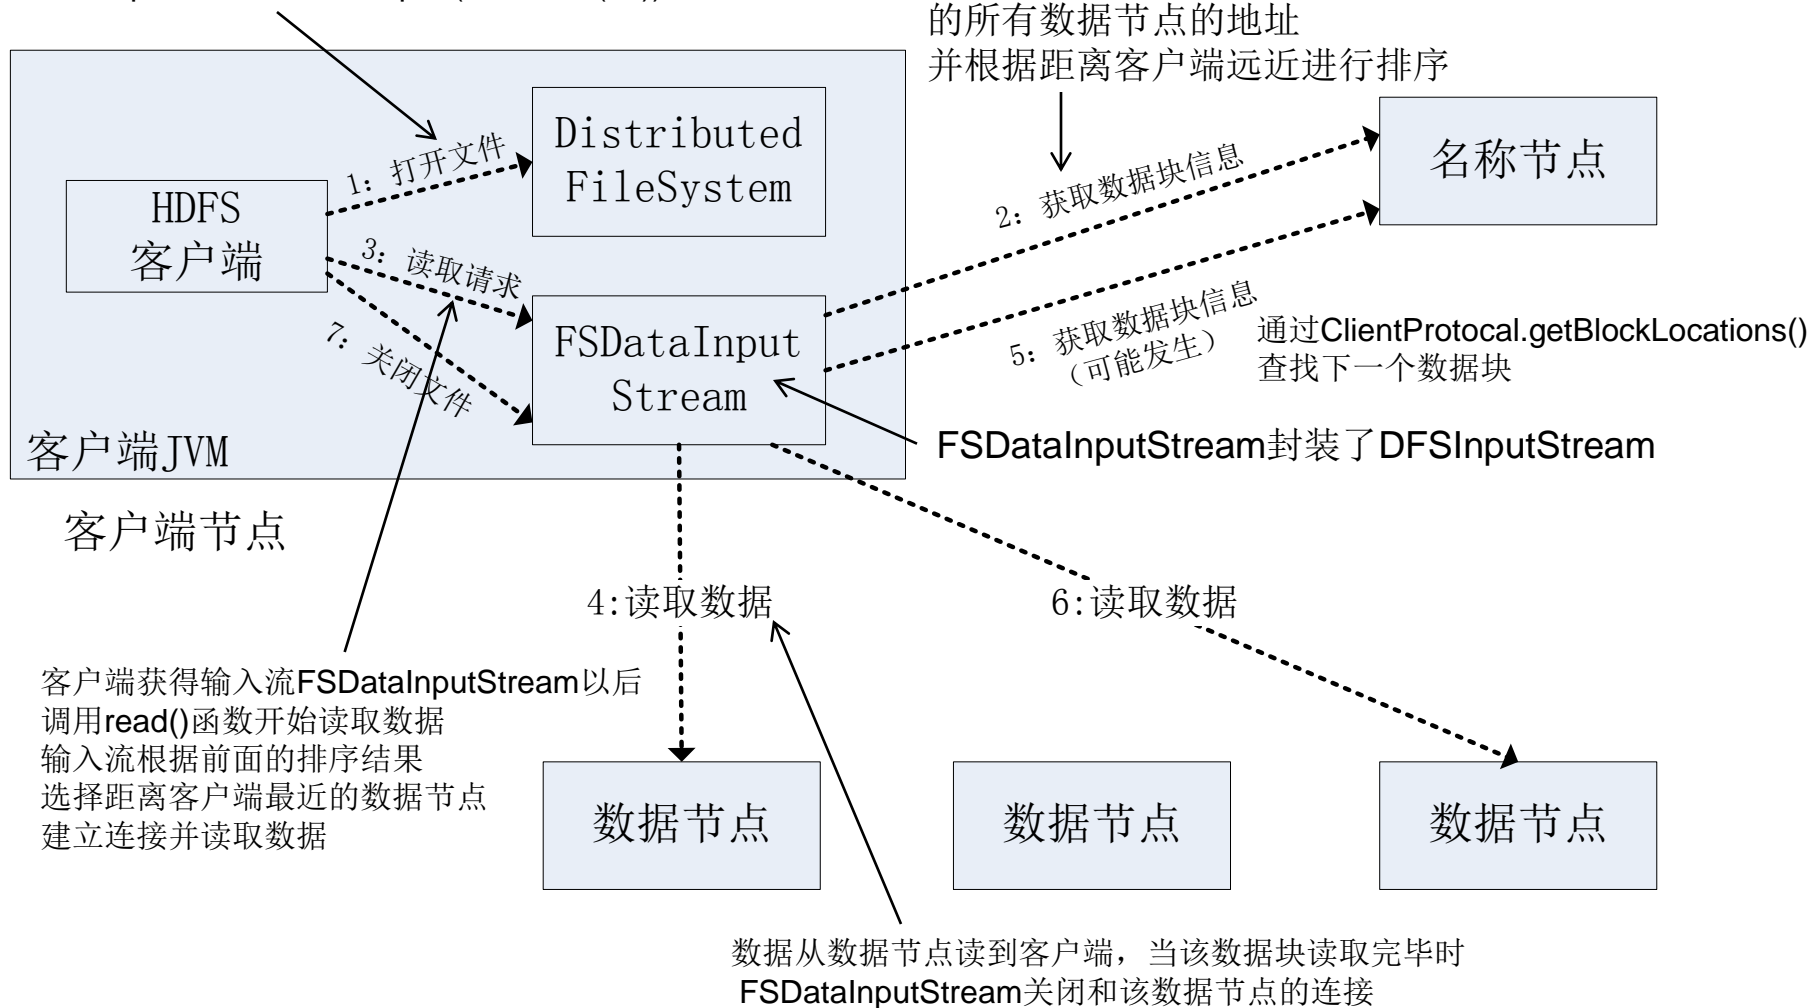 的所有数据节点的地址
并根据距离客户端远近进行排序
Distributed
FileSystem
名称节点
1: 打开文件
2: 获取数据块信息
HDFS
客户端
3: 读取请求
FSDataInput
Stream
7: 关闭文件
5: 获取数据块信息
（可能发生）
通过ClientProtocal.getBlockLocations()
查找下一个数据块
FSDataInputStream封装了DFSInputStream
客户端JVM
客户端节点
4:读取数据
6:读取数据
客户端获得输入流FSDataInputStream以后
调用read()函数开始读取数据
输入流根据前面的排序结果
选择距离客户端最近的数据节点
建立连接并读取数据
数据节点
数据节点
数据节点
数据从数据节点读到客户端，当该数据块读取完毕时
FSDataInputStream关闭和该数据节点的连接